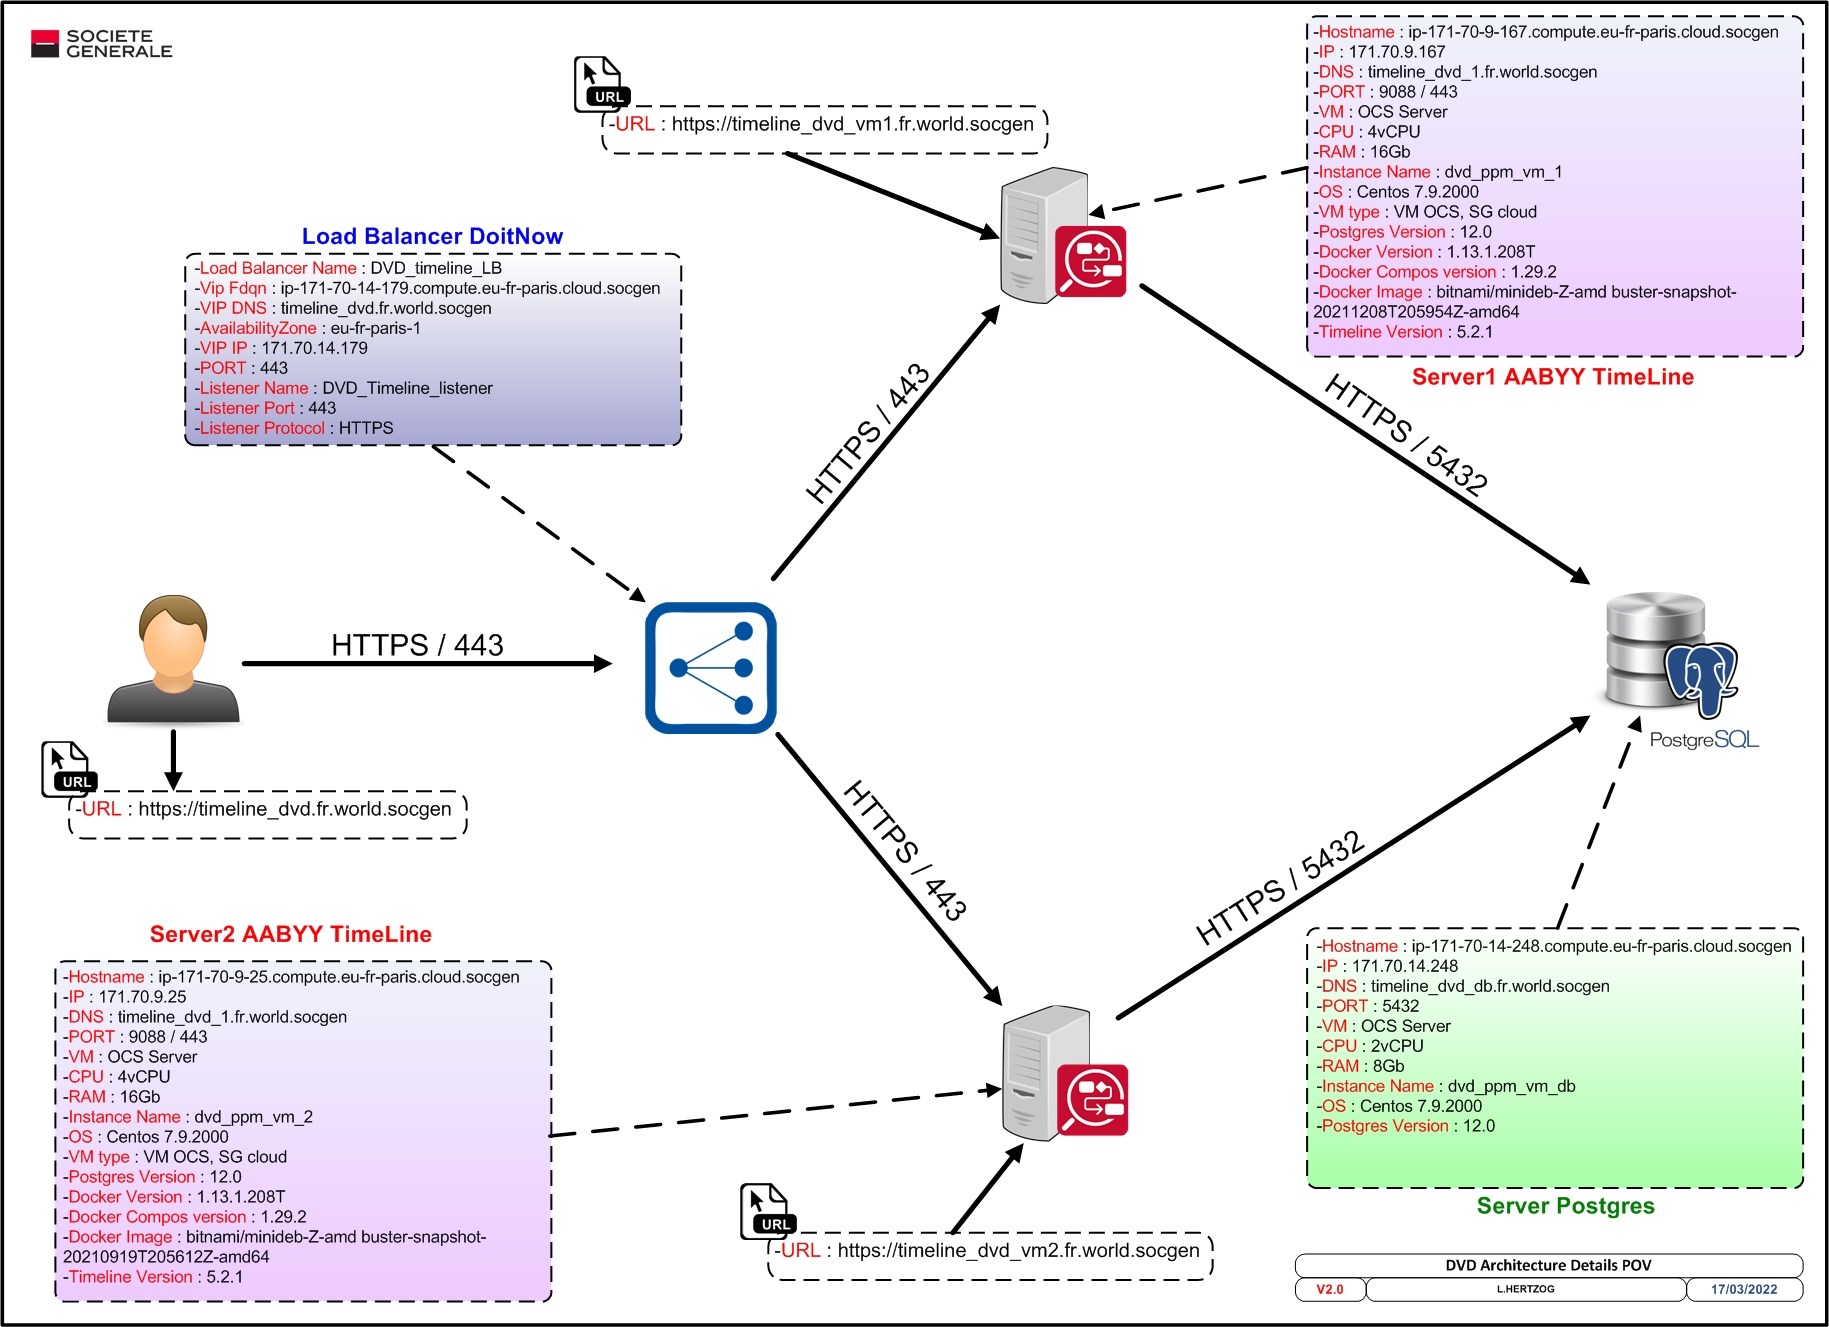 SOCIETE
GENERALE
URL
-URL : https://timeline_dvd_vm1.fr.world.socgen
-Hostname : ip-171-70-9-167.compute.eu-fr-paris.cloud.socgen
-IP : 171.70.9.167
-DNS : timeline_dvd_1.fr.world.socgen
-PORT : 9088 / 443
-VM : OCS Server
-CPU : 4vCPU
-RAM : 16Gb
-Instance Name : dvd_ppm_vm_1
-OS : Centos 7.9.2000
-VM type : VM OCS, SG cloud
-Postgres Version : 12.0
-Docker Version : 1.13.1.208T
-Docker Compos version : 1.29.2
-Docker Image : bitnami/minideb-Z-amd buster-snapshot-
20211208T205954Z-amd64
-Timeline Version : 5.2.1
Server1 AABYY TimeLine
Load Balancer DoitNow
-Load Balancer Name : DVD_timeline_LB
-Vip Fdqn : ip-171-70-14-179.compute.eu-fr-paris.cloud.socgen
-VIP DNS : timeline_dvd.fr.world.socgen
-AvailabilityZone : eu-fr-paris-1
-VIP IP : 171.70.14.179
-PORT : 443
-Listener Name : DVD_Timeline_listener
-Listener Port : 443
-Listener Protocol : HTTPS
HTTPS / 443
HTTPS / 5432
HTTPS / 443
PostgreSQL
URL
-URL : https://timeline_dvd.fr.world.socgen
HTTPS / 443
HTTPS / 5432
Server2 AABYY TimeLine
-Hostname : ip-171-70-9-25.compute.eu-fr-paris.cloud.socgen
-IP : 171.70.9.25
-DNS : timeline_dvd_1.fr.world.socgen
-PORT : 9088 / 443
-VM : OCS Server
-CPU : 4vCPU
-RAM : 16Gb
-Instance Name : dvd_ppm_vm_2
-OS : Centos 7.9.2000
-VM type : VM OCS, SG cloud
-Postgres Version : 12.0
-Docker Version : 1.13.1.208T
-Docker Compos version : 1.29.2
-Docker Image : bitnami/minideb-Z-amd buster-snapshot-
20210919T205612Z-amd64
-Timeline Version : 5.2.1
URL
-URL : https://timeline_dvd_vm2.fr.world.socgen
-Hostname : ip-171-70-14-248.compute.eu-fr-paris.cloud.socgen
-IP : 171.70.14.248
-DNS : timeline_dvd_db.fr.world.socgen
-PORT : 5432
-VM : OCS Server
-CPU : 2vCPU
-RAM : 8Gb
-Instance Name : dvd_ppm_vm_db
-OS : Centos 7.9.2000
-Postgres Version : 12.0
Server Postgres
DVD Architecture Details POV
V2.0
L.HERTZOG
17/03/2022